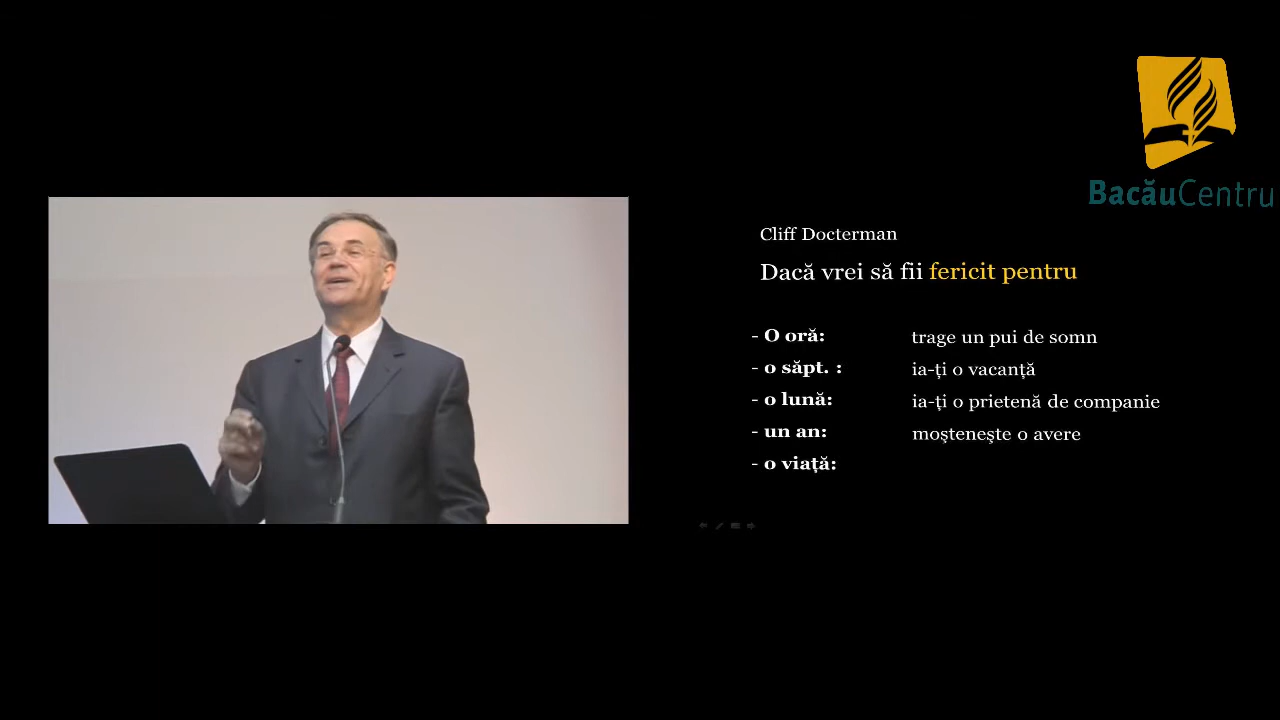 BacăuCentru
Cliff Docterman
Dacă vrei să fii fericit pentru
- O oră: trage un pui de somn
- o săpt. : ia-ți o vacanță
- o lună: ia-ți o prietenă de companie
- un an: moştenește o avere
- o viață: